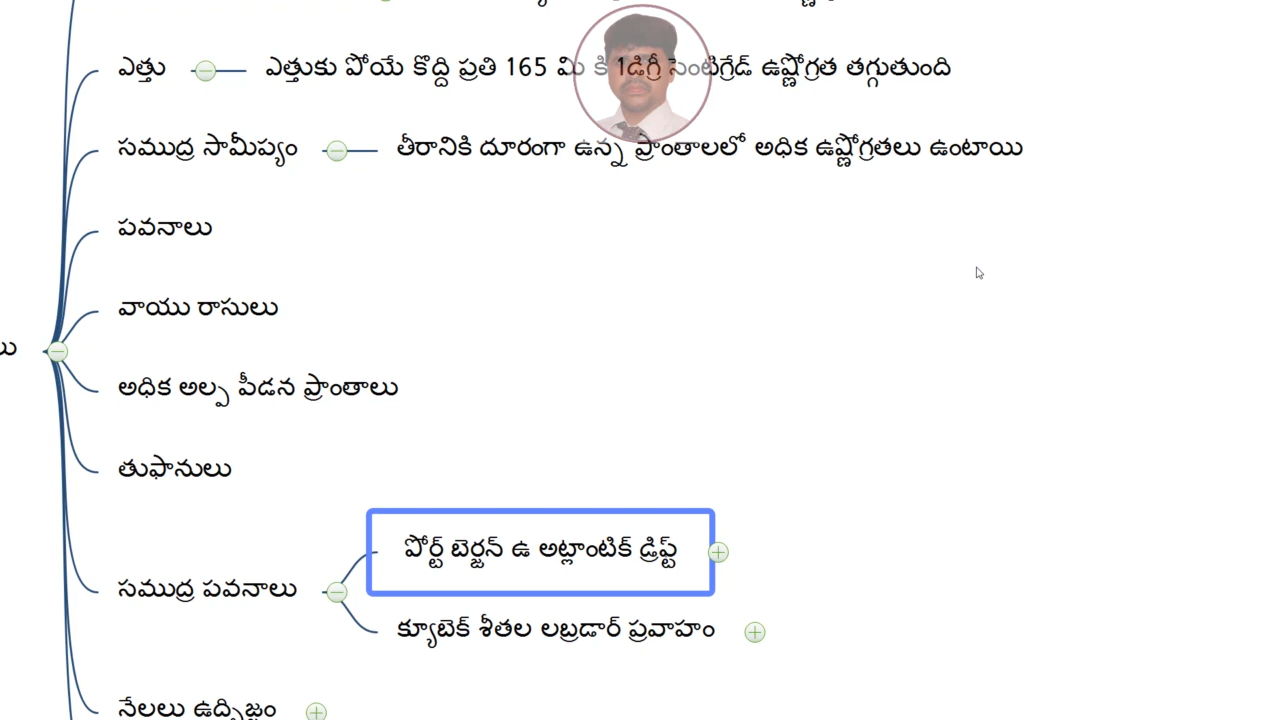 ఎత్తు ఎత్తుకు పోయే కొద్ది ప్రతి 165 మి కి 1డిగ్రీ సెంటిగ్రేడ్ ఉష్ణోగ్రత తగ్గుతుంది
సముద్ర సామీప్యం తీరానికి దూరంగా ఉన్న ప్రాంతాలలో అధిక ఉష్ణోగ్రతలు ఉంటాయి
పవనాలు
వాయు రాసులు
అధిక అల్ప పీడన ప్రాంతాలు
తుఫానులు
పోర్ట్ బెర్జన్ ఉ అట్లాంటిక్ డ్రిఫ్ట్
సముద్ర పవనాలు
క్యూటెక్ శీతల లబ్రడార్ ప్రవాహం
నేలలు ఉద్భిజ్జం